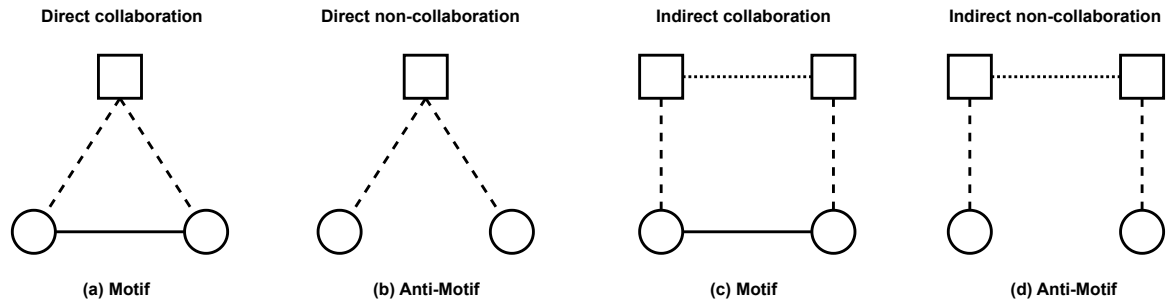 Direct collaboration
Direct non-collaboration
Indirect collaboration
Indirect non-collaboration
(a) Motif
(b) Anti-Motif
(c) Motif
(d) Anti-Motif